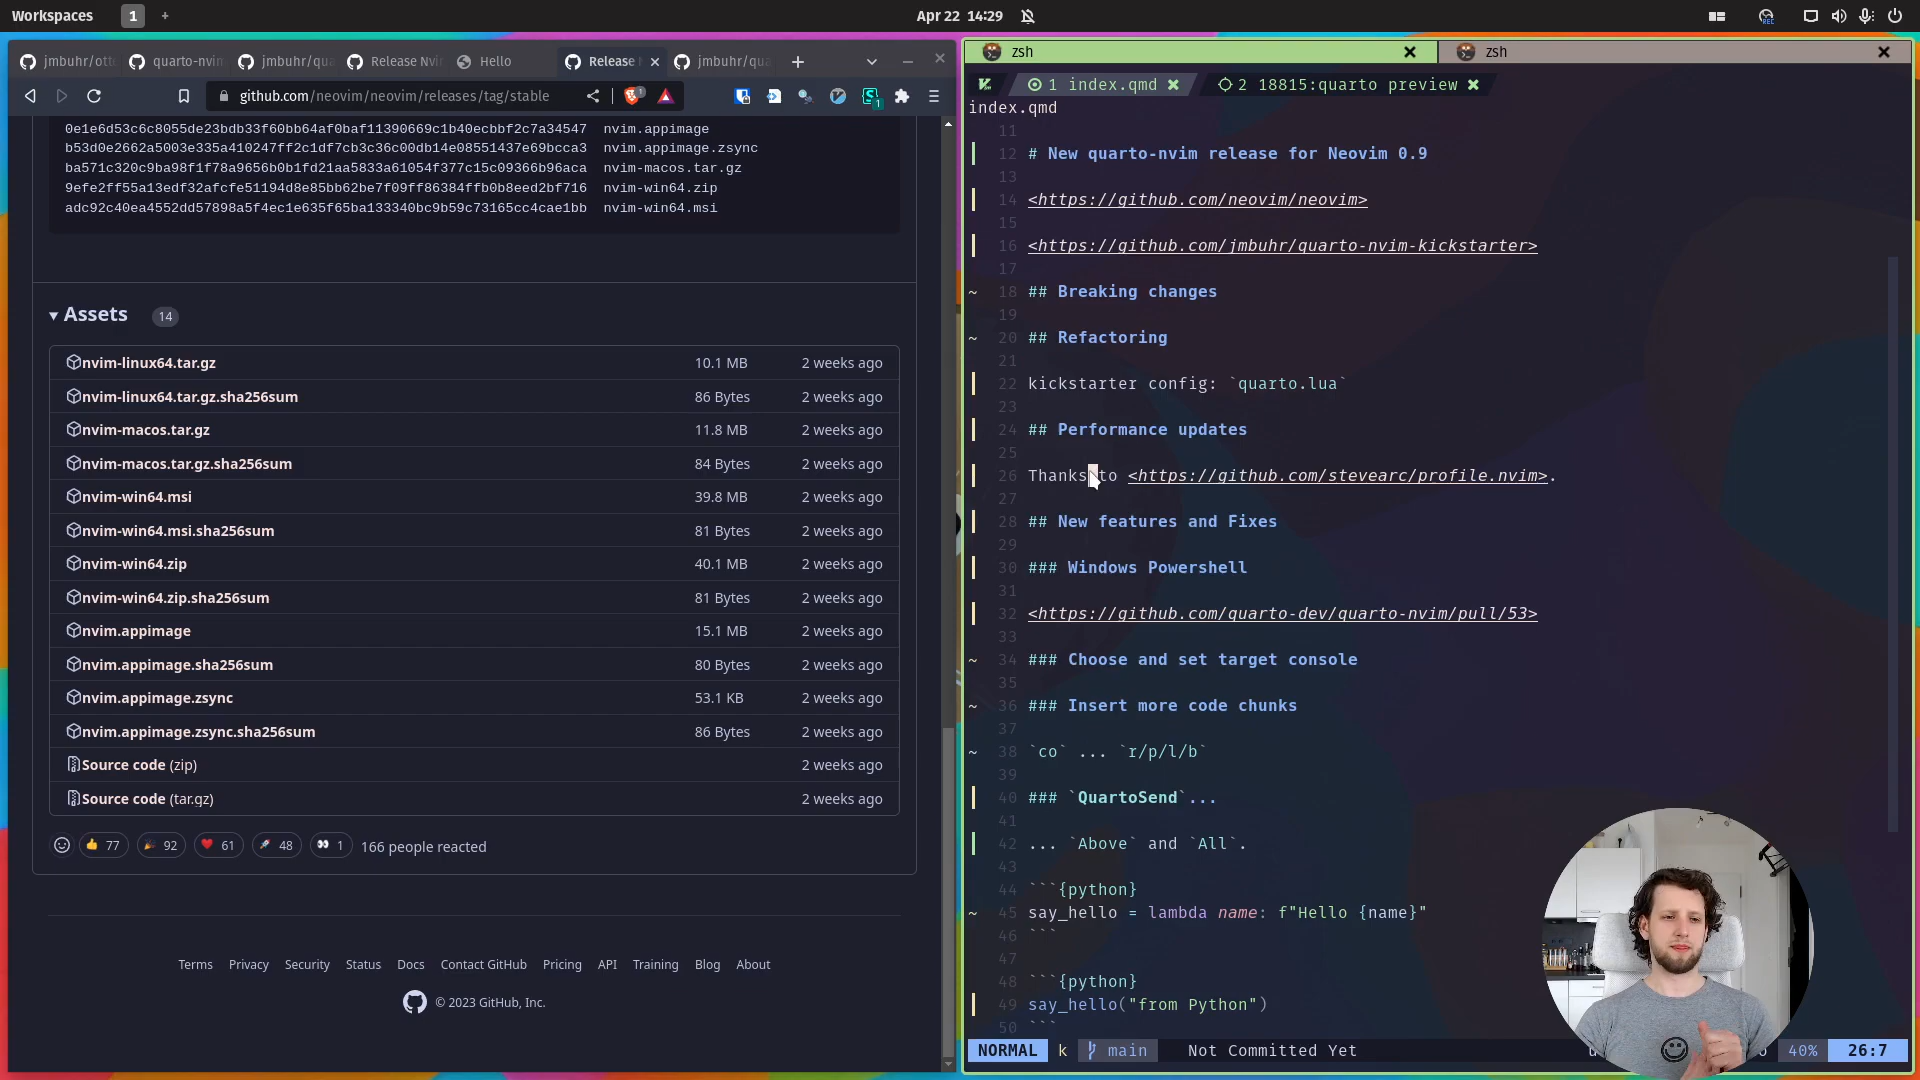 Workspaces 1 + Apr 22 14:29 REC
jmbuhr/ott quarto-nvim jmbuhr/qua Release Nvi Hello Release jmbuhr/qua
github.com/neovim/neovim/releases/tag/stable
0e1e6d53c6c8055de23bdb33f60bb64af0baf11390669c1b40ecbbf2c7a34547 nvim.appimage
b53d0e2662a5003e335a410247ff2c1df7cb3c36c00db14e08551437e69bcca3 nvim.appimage.zsync
ba571c320c9ba98f1f78a9656b0b1fd21aa5833a61054f377c15c09366b96aca nvim-macos.tar.gz
9efe2ff55a13edf32afcfe51194d8e85bb62be7f09ff86384ffb0b8eed2bf716 nvim-win64.zip
adc92c40ea4552dd57898a5f4ec1e635f65ba133340bc9b59c73165cc4cae1bb nvim-win64.msi
Assets 14
nvim-linux64.tar.gz 10.1 MB 2 weeks ago
nvim-linux64.tar.gz.sha256sum 86 Bytes 2 weeks ago
nvim-macos.tar.gz 11.8 MB 2 weeks ago
nvim-macos.tar.gz.sha256sum 84 Bytes 2 weeks ago
nvim-win64.msi 39.8 MB 2 weeks ago
nvim-win64.msi.sha256sum 81 Bytes 2 weeks ago
nvim-win64.zip 40.1 MB 2 weeks ago
nvim-win64.zip.sha256sum 81 Bytes 2 weeks ago
nvim.appimage 15.1 MB 2 weeks ago
nvim.appimage.sha256sum 80 Bytes 2 weeks ago
nvim.appimage.zsync 53.1 KB 2 weeks ago
nvim.appimage.zsync.sha256sum 86 Bytes 2 weeks ago
Source code (zip) 2 weeks ago
Source code (tar.gz) 2 weeks ago
77 92 61 48 1 166 people reacted
Terms Privacy Security Status Docs Contact GitHub Pricing API Training Blog About
© 2023 GitHub, Inc.
zsh zsh
1 index.qmd 2 18815:quarto preview
index.qmd
11
12 # New quarto-nvim release for Neovim 0.9
13
14 <https://github.com/neovim/neovim>
15
16 <https://github.com/jmbuhr/quarto-nvim-kickstarter>
17
~ 18 ## Breaking changes
19
~ 20 ## Refactoring
21
22 kickstarter config: `quarto.lua`
23
24 ## Performance updates
25
26 Thanks to <https://github.com/stevearc/profile.nvim>.
27
28 ## New features and Fixes
29
30 ### Windows Powershell
31
32 <https://github.com/quarto-dev/quarto-nvim/pull/53>
33
~ 34 ### Choose and set target console
35
~ 36 ### Insert more code chunks
37
~ 38 `co` ... `r/p/l/b`
39
40 ### `QuartoSend`...
41
42 ... `Above` and `All`.
43
44 ```{python}
~ 45 say_hello = lambda name: f"Hello {name}"
46 ```
47
48 ```{python}
49 say_hello("from Python")
50 ```
NORMAL k main Not Committed Yet 40% 26:7